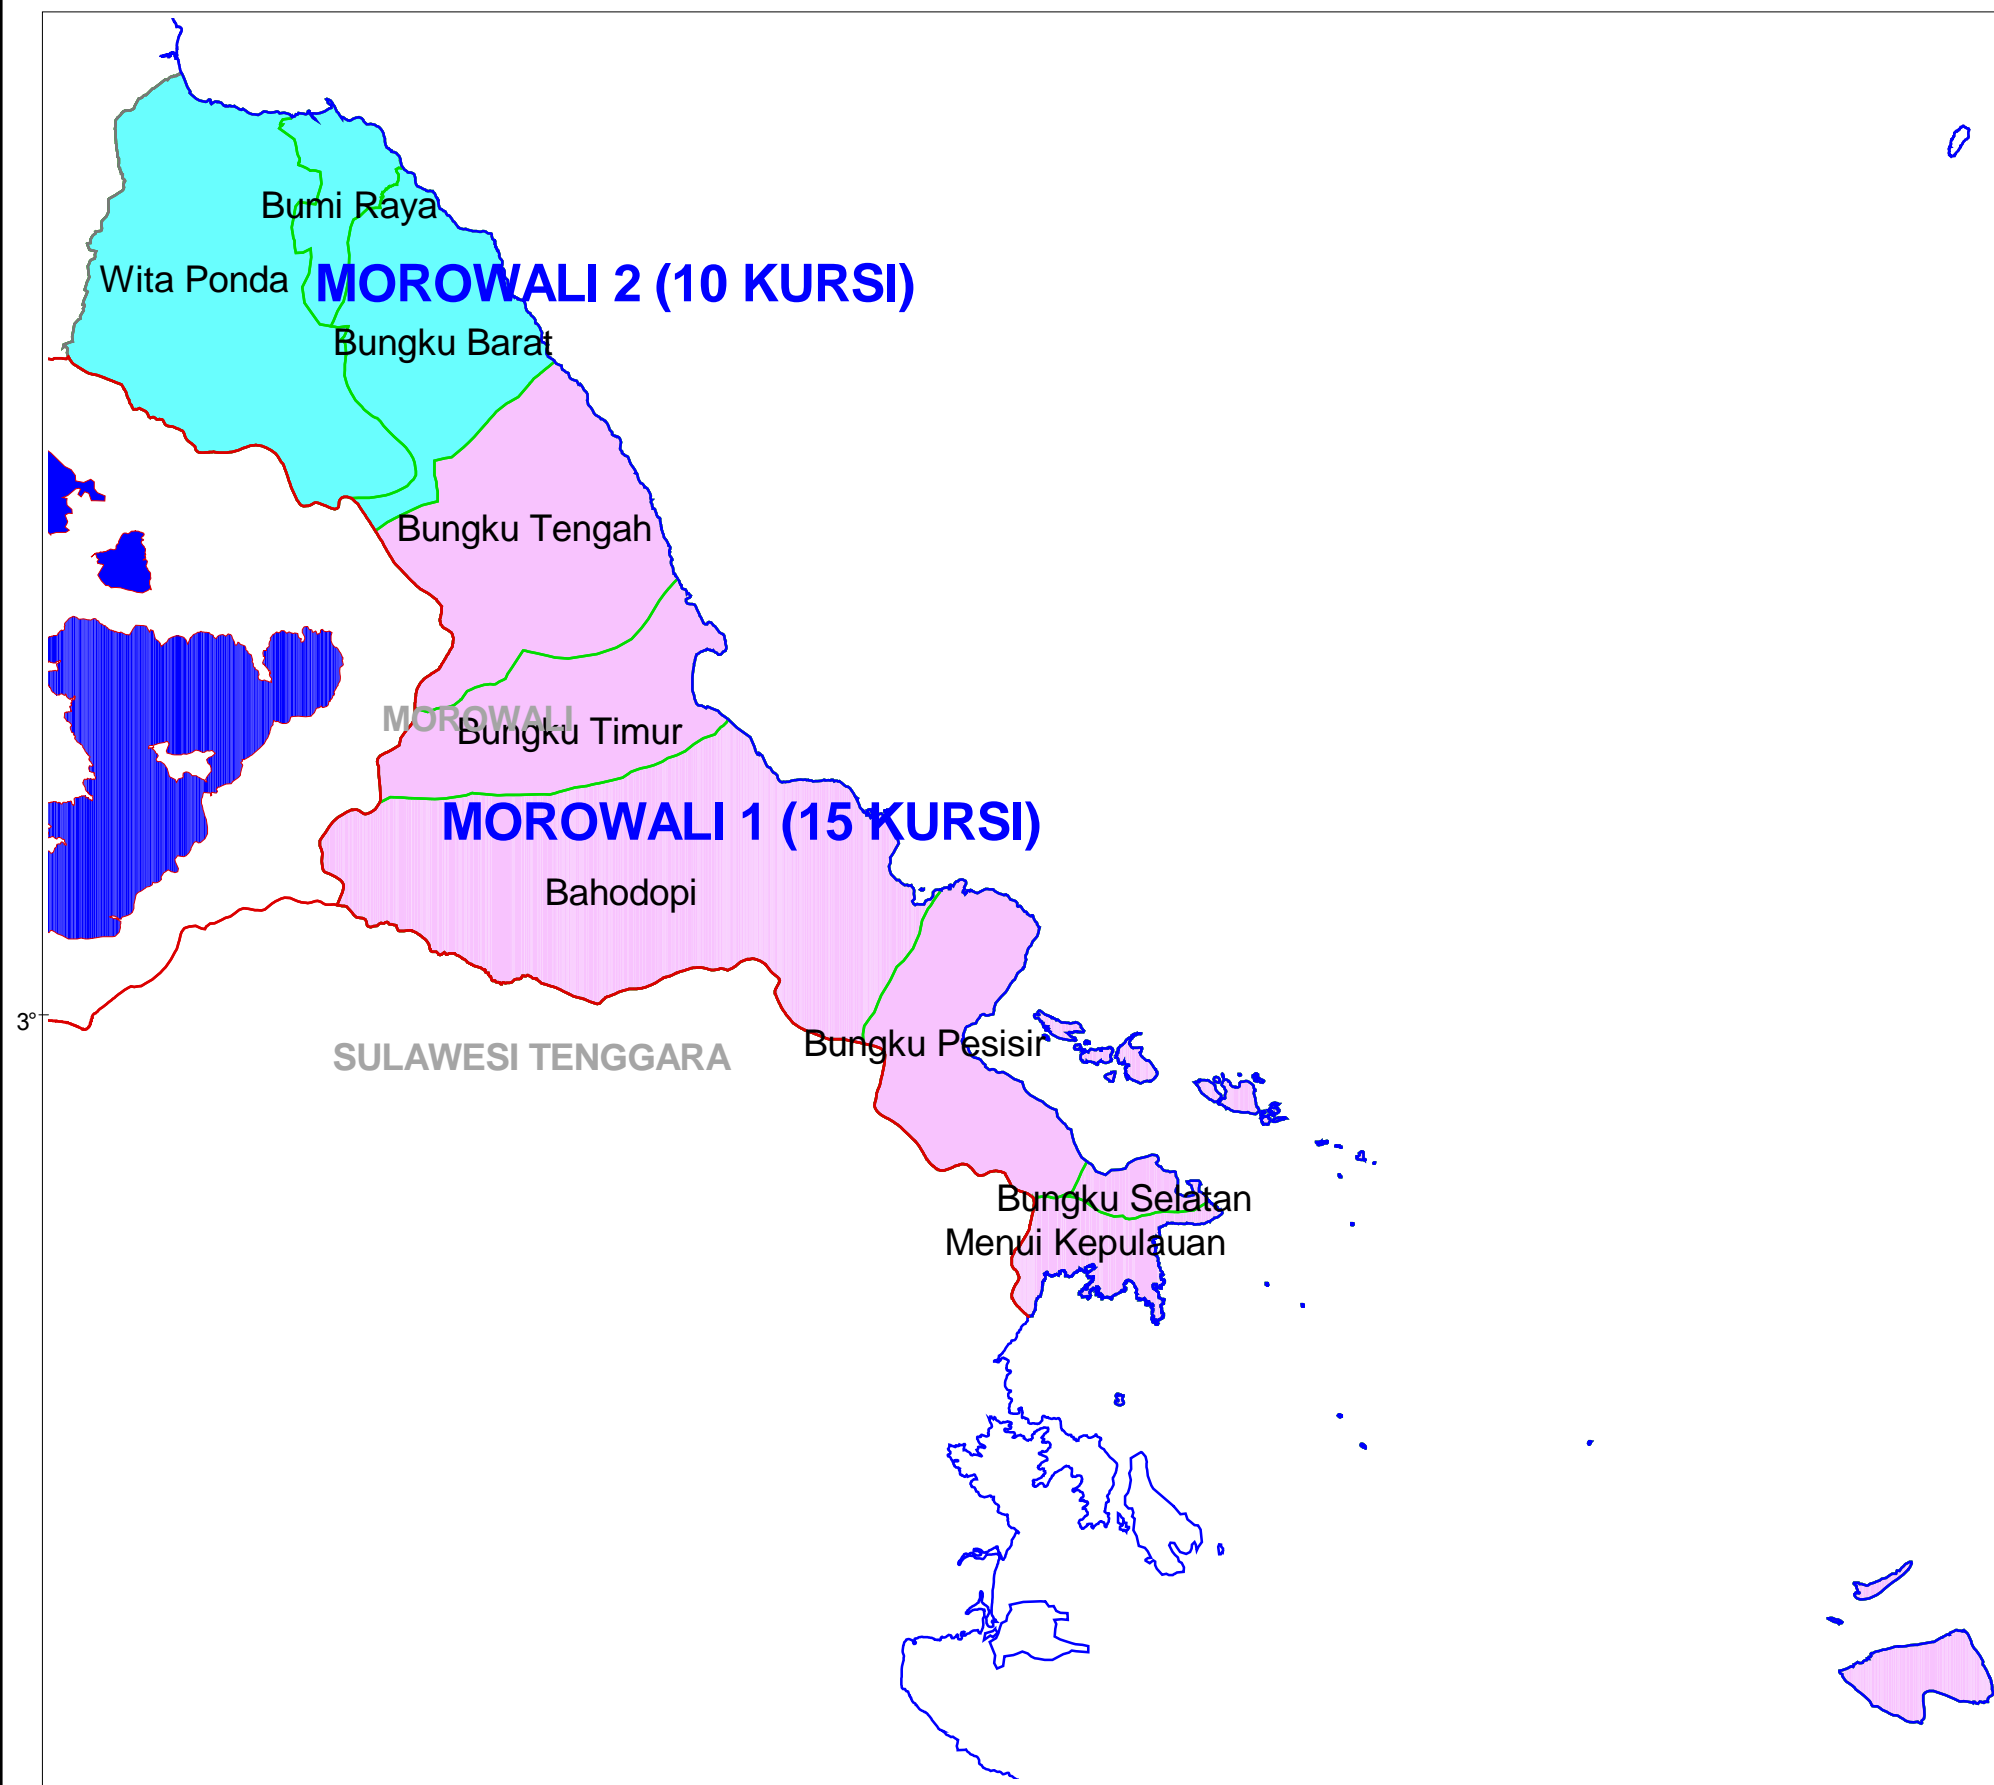 Bumi Raya
Wita Ponda
MOROWALI 2 (10 KURSI)
Bungku Barat
Bungku Tengah
MOROWALI
Bungku Timur
MOROWALI 1 (15 KURSI)
Bahodopi
3°
Bungku Pesisir
SULAWESI TENGGARA
Bungku Selatan
Menui Kepulauan